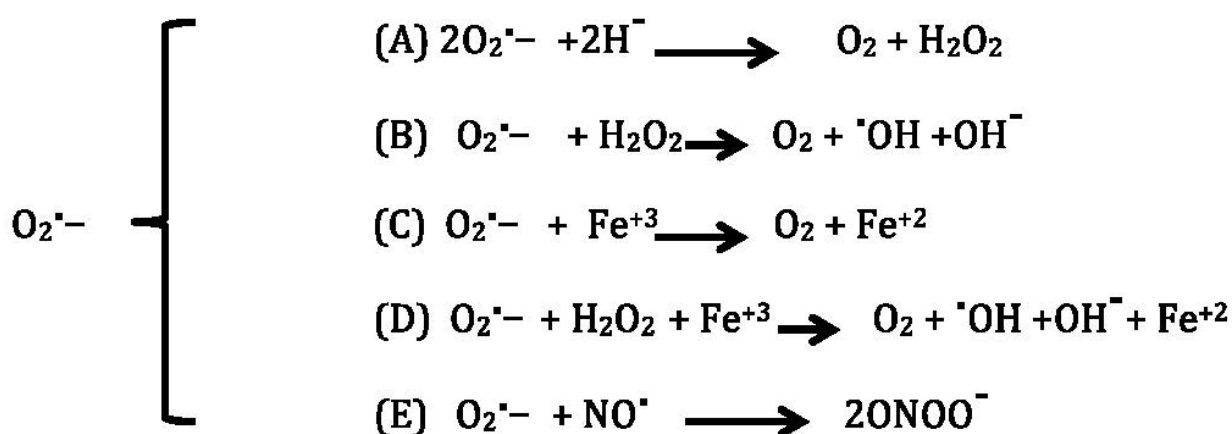 (A) 2O₂•– +2H⁻ ⟶ O₂ + H₂O₂
(B) O₂•– + H₂O₂ ⟶ O₂ + •OH +OH⁻
O₂•–
(C) O₂•– + Fe⁺³ ⟶ O₂ + Fe⁺²
(D) O₂•– + H₂O₂ + Fe⁺³ ⟶ O₂ + •OH +OH⁻ + Fe⁺²
(E) O₂•– + NO• ⟶ 2ONOO⁻